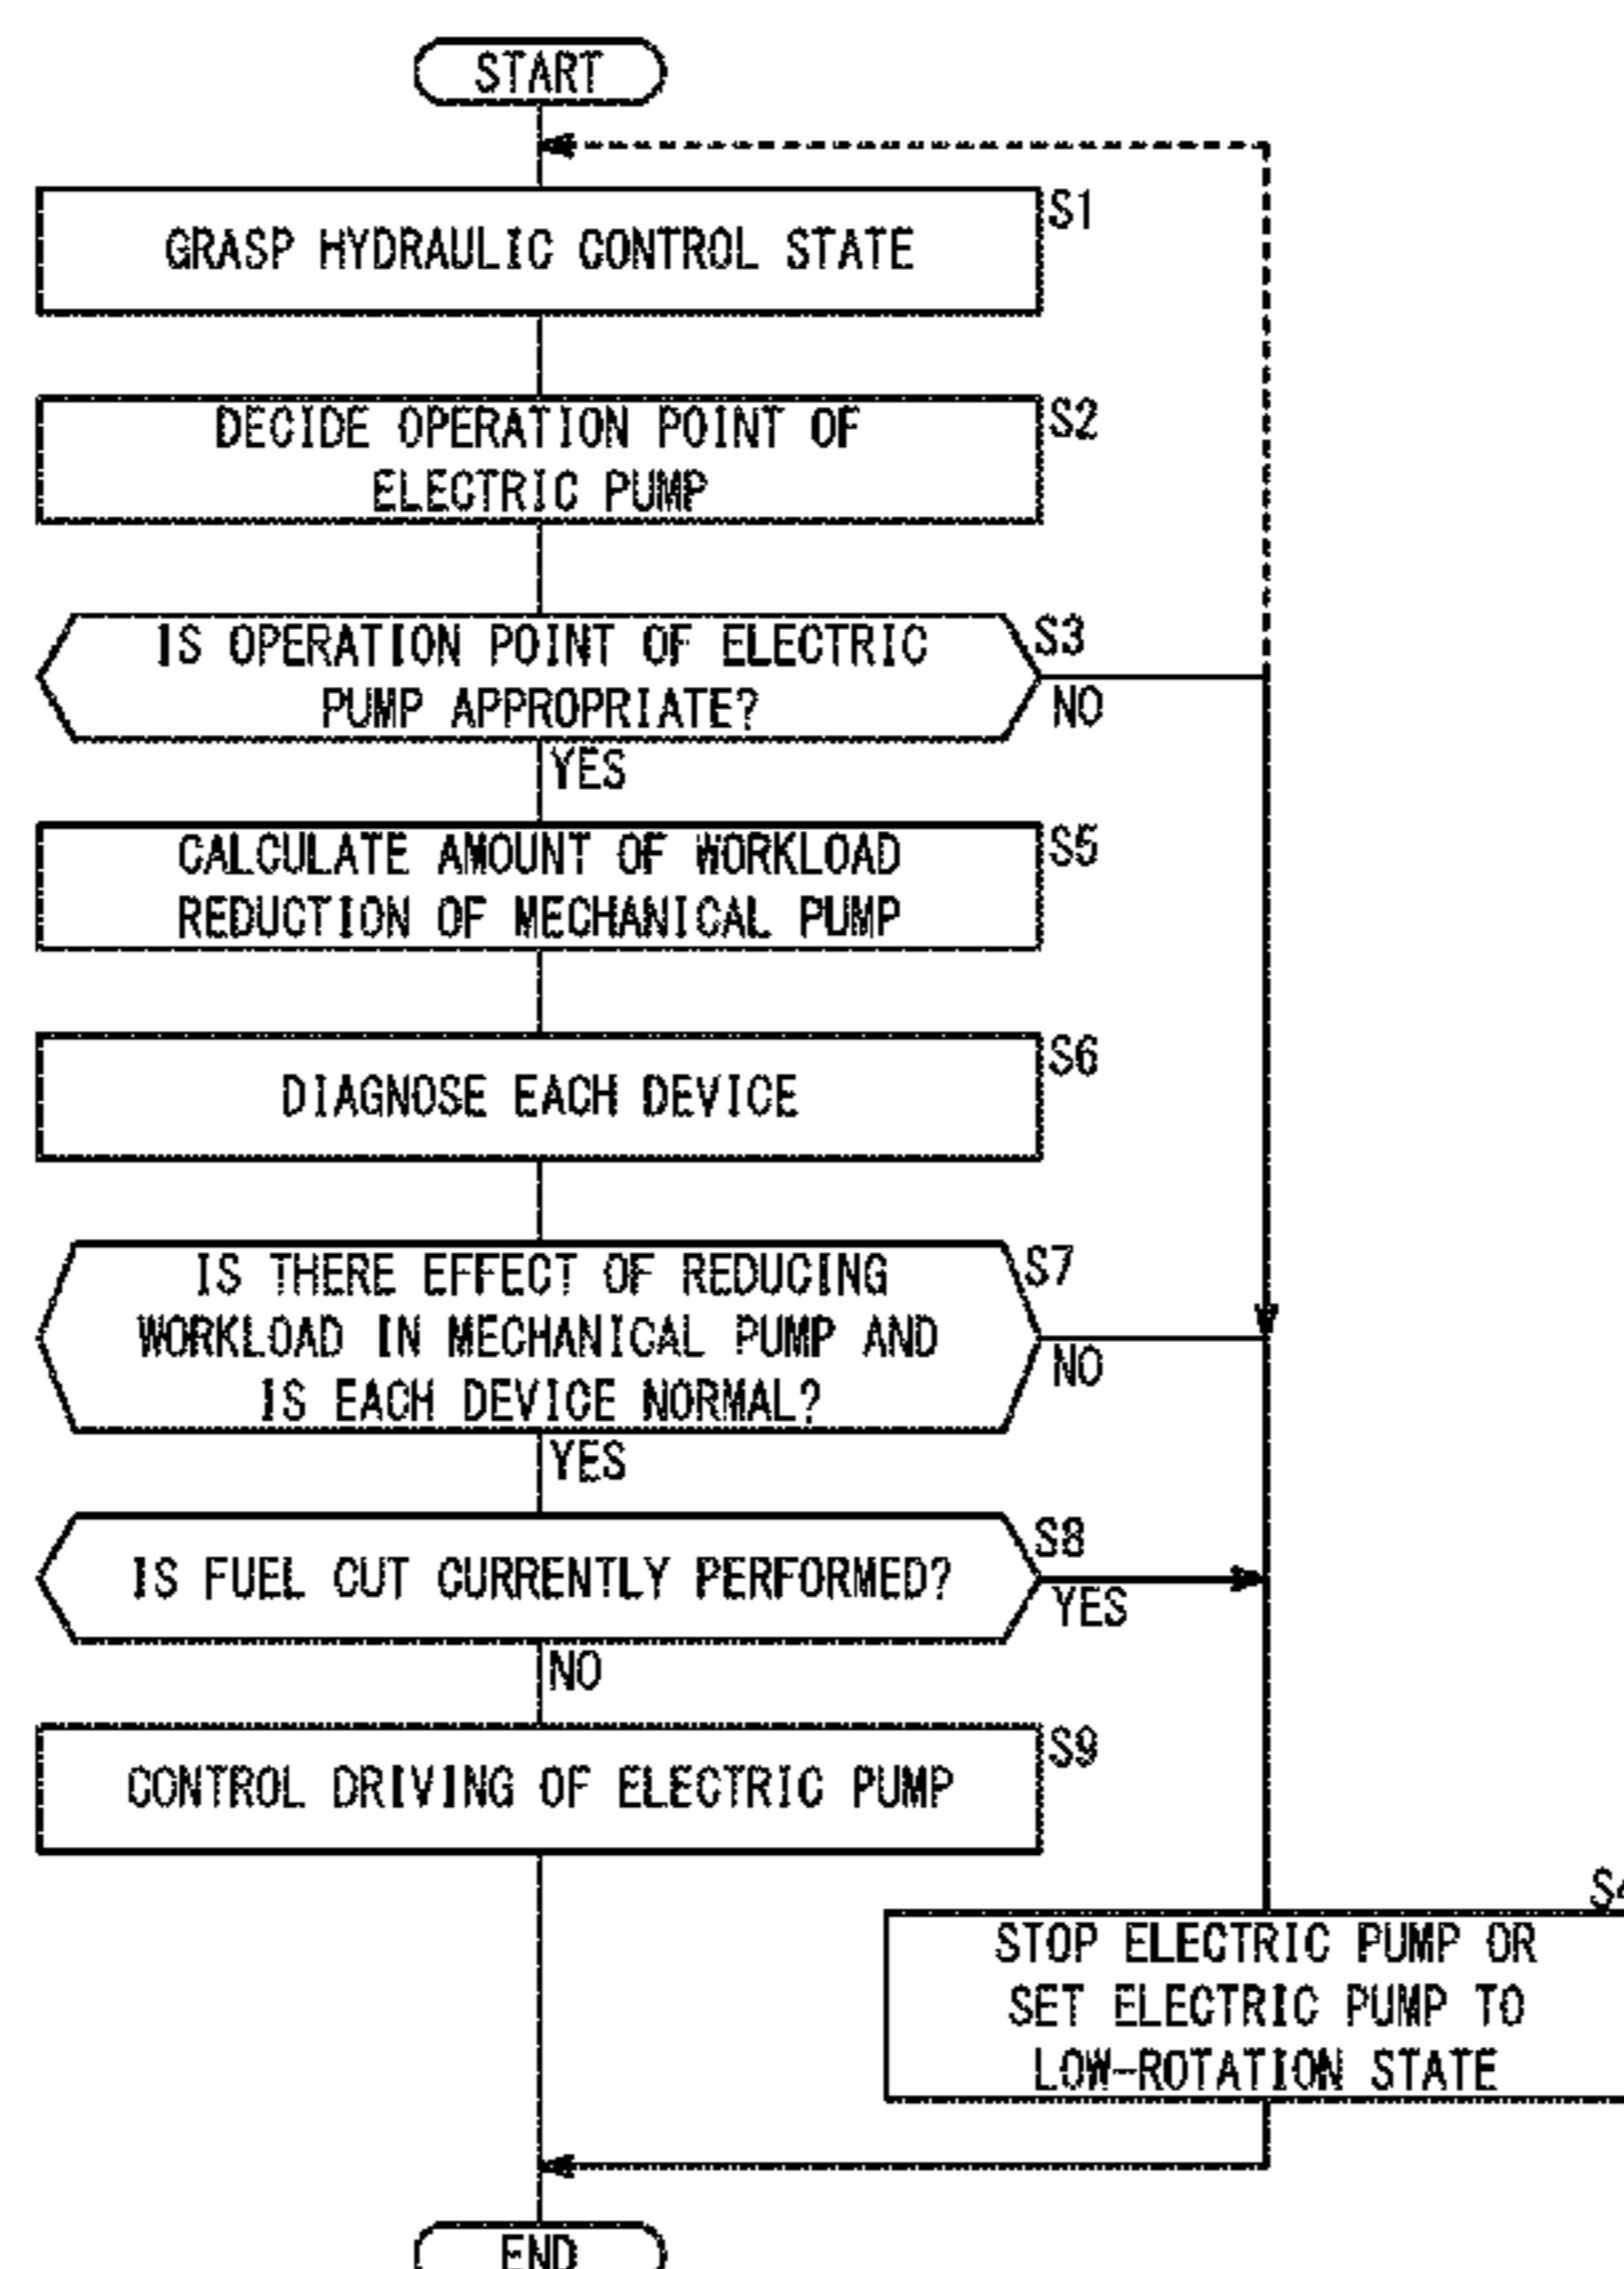 START
GRASP HYDRAULIC CONTROL STATE
S1
DECIDE OPERATION POINT OF
ELECTRIC PUMP
S2
IS OPERATION POINT OF ELECTRIC
PUMP APPROPRIATE?
S3
NO
YES
CALCULATE AMOUNT OF WORKLOAD
REDUCTION OF MECHANICAL PUMP
S5
DIAGNOSE EACH DEVICE
S6
IS THERE EFFECT OF REDUCING
WORKLOAD IN MECHANICAL PUMP AND
IS EACH DEVICE NORMAL?
S7
NO
YES
IS FUEL CUT CURRENTLY PERFORMED?
S8
YES
NO
CONTROL DRIVING OF ELECTRIC PUMP
S9
S4
STOP ELECTRIC PUMP OR
SET ELECTRIC PUMP TO
LOW-ROTATION STATE
END